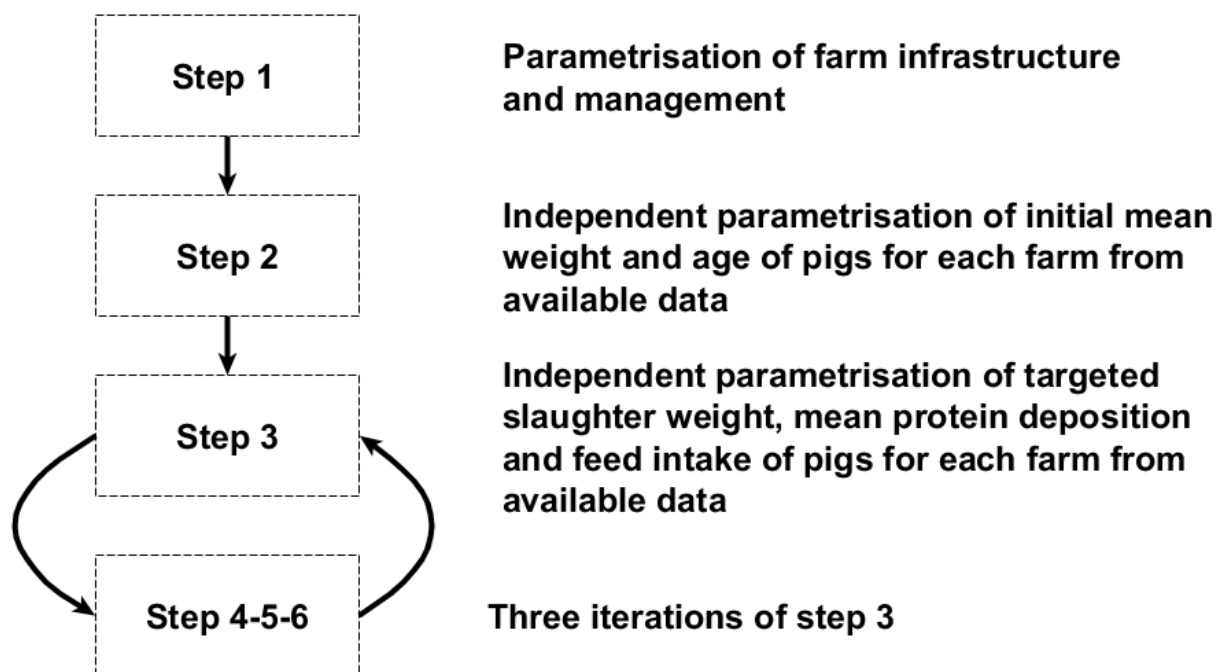 Step 1
Parametrisation of farm infrastructure
and management
Step 2
Independent parametrisation of initial mean
weight and age of pigs for each farm from
available data
Step 3
Independent parametrisation of targeted
slaughter weight, mean protein deposition
and feed intake of pigs for each farm from
available data
Step 4-5-6
Three iterations of step 3